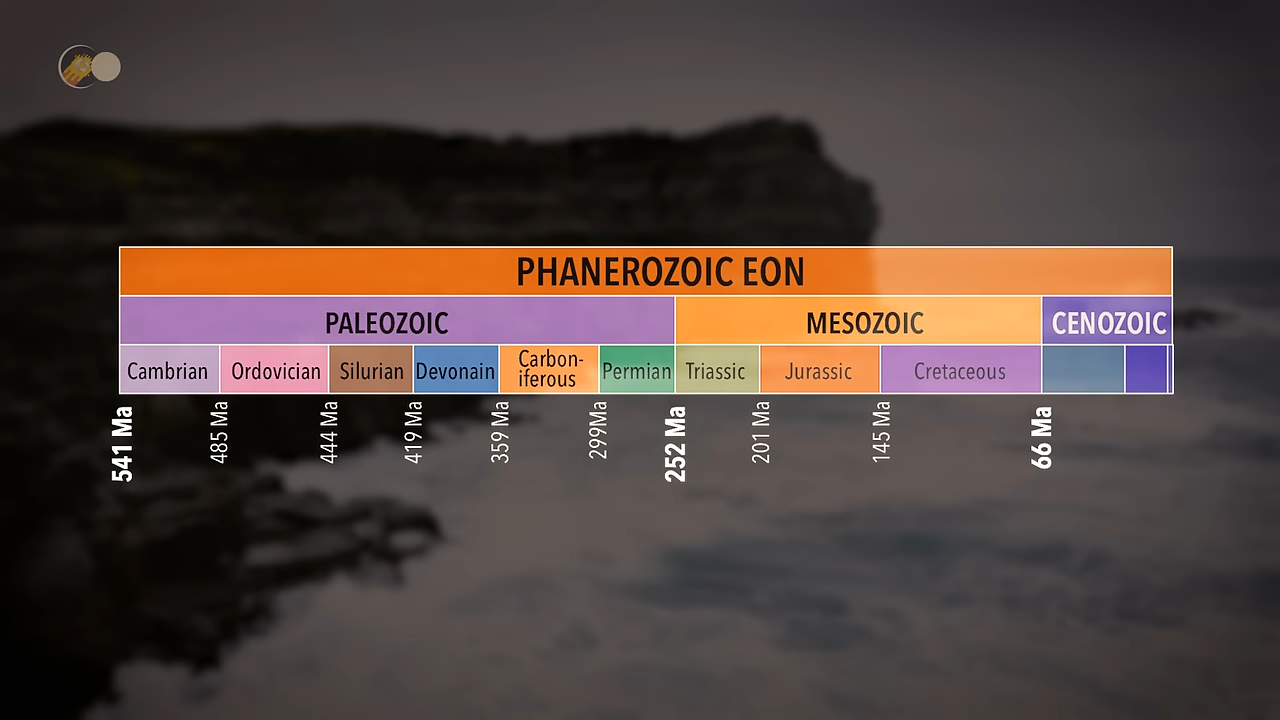 PHANEROZOIC EON
PALEOZOIC MESOZOIC CENOZOIC
Cambrian Ordovician Silurian Devonain Carbon-
iferous Permian Triassic Jurassic Cretaceous
541 Ma
485 Ma
444 Ma
419 Ma
359 Ma
299Ma
252 Ma
201 Ma
145 Ma
66 Ma